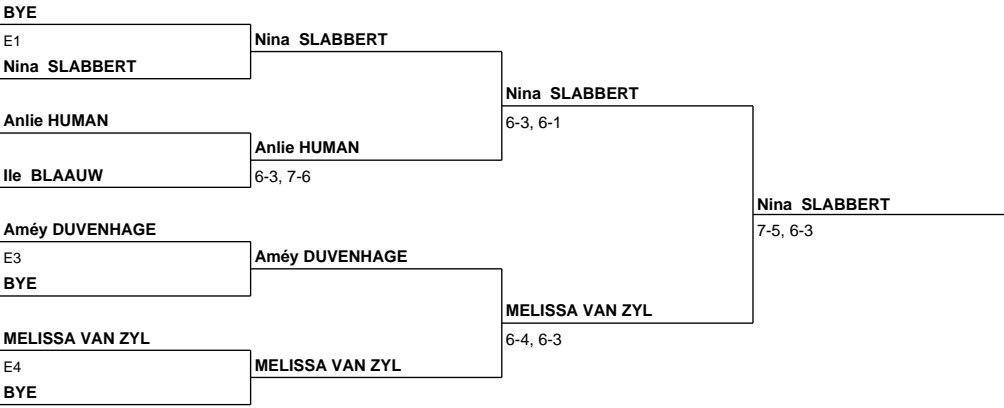 BYE
E1
Nina SLABBERT
Nina SLABBERT
Nina SLABBERT
6-3, 6-1
Anlie HUMAN
Anlie HUMAN
Ile BLAAUW
6-3, 7-6
Nina SLABBERT
7-5, 6-3
Améy DUVENHAGE
E3
Améy DUVENHAGE
BYE
MELISSA VAN ZYL
6-4, 6-3
MELISSA VAN ZYL
E4
MELISSA VAN ZYL
BYE